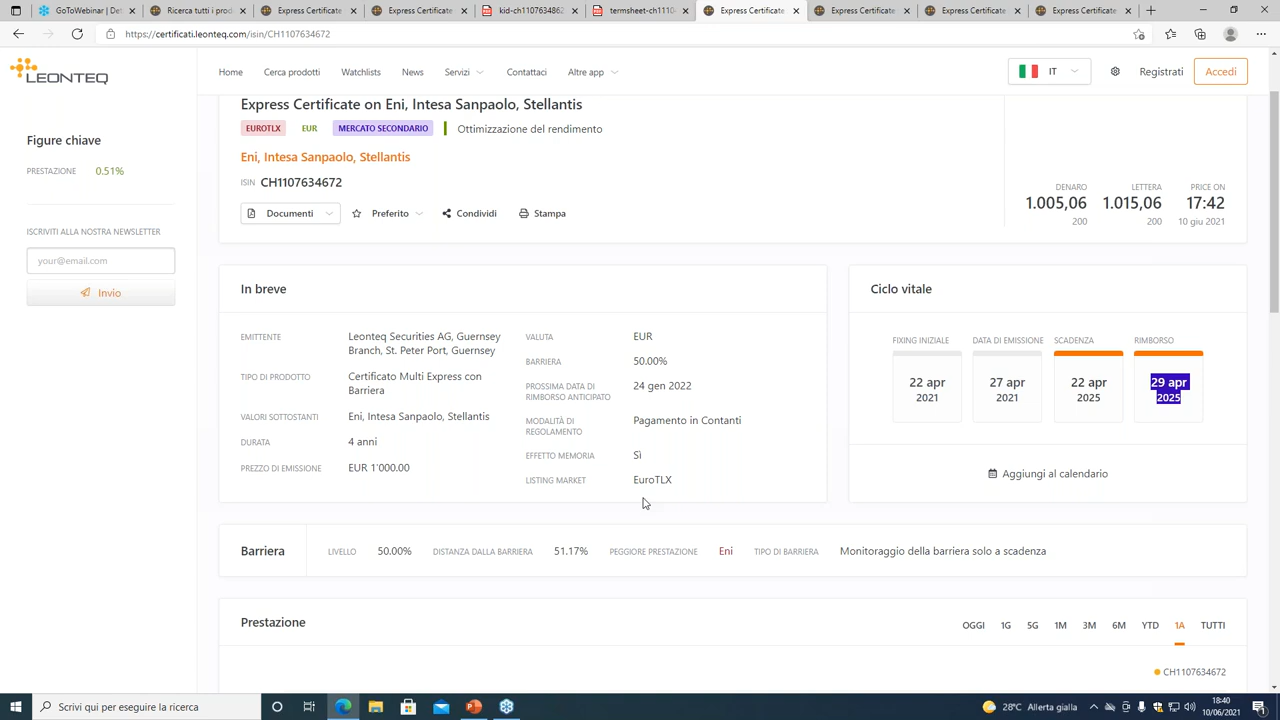 GoToWebinar | Det
Ricerca tutti i prod
Express Certificate
Express Certificate
kid-ch1107634862
termsheet-ch1110
Express Certificate
Express Certificate
Express Certificate
Express Certificate
https://certificati.leonteq.com/isin/CH1107634672
LEONTEQ
Home
Cerca prodotti
Watchlists
News
Servizi
Contattaci
Altre app
IT
Registrati
Accedi
Figure chiave
PRESTAZIONE 0.51%
ISCRIVITI ALLA NOSTRA NEWSLETTER
your@email.com
Invio
Express Certificate on Eni, Intesa Sanpaolo, Stellantis
EUROTLX EUR MERCATO SECONDARIO Ottimizzazione del rendimento
Eni, Intesa Sanpaolo, Stellantis
ISIN CH1107634672
Documenti Preferito Condividi Stampa
DENARO LETTERA PRICE ON
1.005,06 1.015,06 17:42
200 200 10 giu 2021
In breve
EMITTENTE
Leonteq Securities AG, Guernsey
Branch, St. Peter Port, Guernsey
TIPO DI PRODOTTO
Certificato Multi Express con
Barriera
VALORI SOTTOSTANTI Eni, Intesa Sanpaolo, Stellantis
DURATA 4 anni
PREZZO DI EMISSIONE EUR 1'000.00
VALUTA EUR
BARRIERA 50.00%
PROSSIMA DATA DI
RIMBORSO ANTICIPATO
24 gen 2022
MODALITÀ DI
REGOLAMENTO
Pagamento in Contanti
EFFETTO MEMORIA Sì
LISTING MARKET EuroTLX
Ciclo vitale
FIXING INIZIALE DATA DI EMISSIONE SCADENZA RIMBORSO
22 apr 27 apr 22 apr 29 apr
2021 2021 2025 2025
Aggiungi al calendario
Barriera LIVELLO 50.00% DISTANZA DALLA BARRIERA 51.17% PEGGIORE PRESTAZIONE Eni TIPO DI BARRIERA Monitoraggio della barriera solo a scadenza
Prestazione
OGGI 1G 5G 1M 3M 6M YTD 1A TUTTI
CH1107634672
Scrivi qui per eseguire la ricerca
28°C Allerta gialla
18:40
10/06/2021